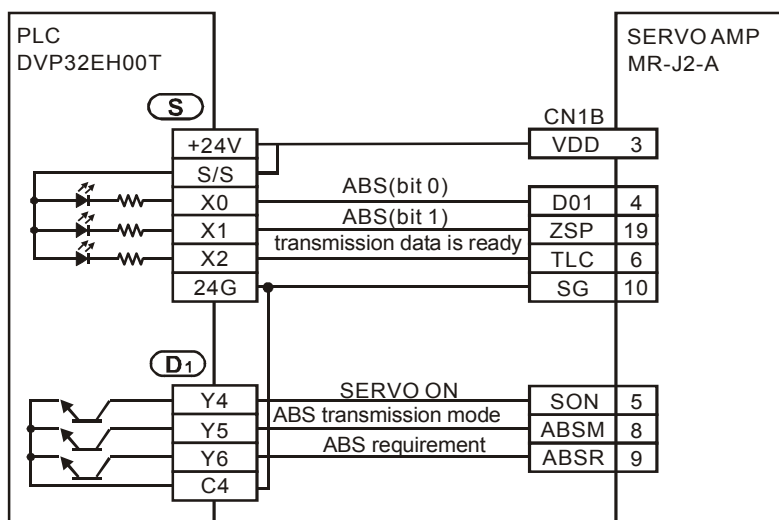 PLC
DVP32EH00T
SERVO AMP
MR-J2-A
S
CN1B
+24V
VDD 3
S/S
ABS(bit 0)
X0
D01 4
ABS(bit 1)
X1
ZSP 19
transmission data is ready
X2
TLC 6
24G
SG 10
D1
SERVO ON
Y4
SON 5
ABS transmission mode
Y5
ABSM 8
ABS requirement
Y6
ABSR 9
C4